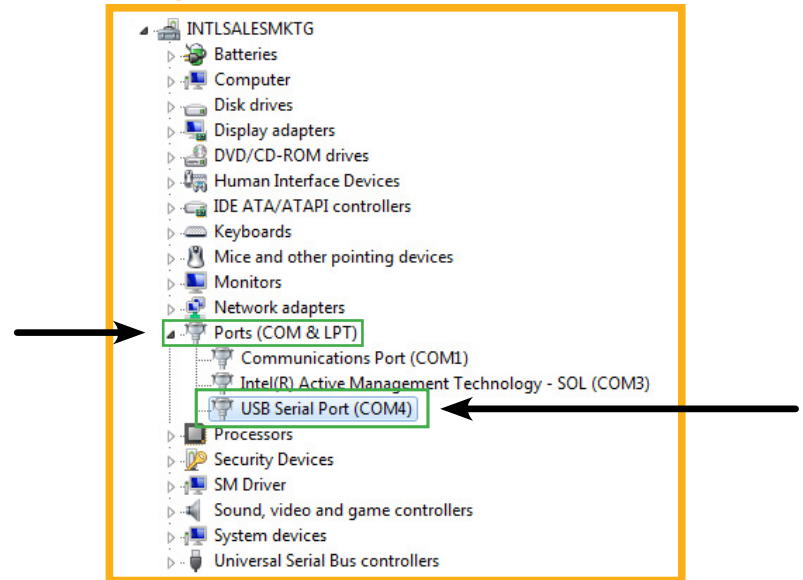 INTLSALESMKTG
Batteries
Computer
Disk drives
Display adapters
DVD/CD-ROM drives
Human Interface Devices
IDE ATA/ATAPI controllers
Keyboards
Mice and other pointing devices
Monitors
Network adapters
Ports (COM & LPT)
Communications Port (COM1)
Intel(R) Active Management Technology - SOL (COM3)
USB Serial Port (COM4)
Processors
Security Devices
SM Driver
Sound, video and game controllers
System devices
Universal Serial Bus controllers